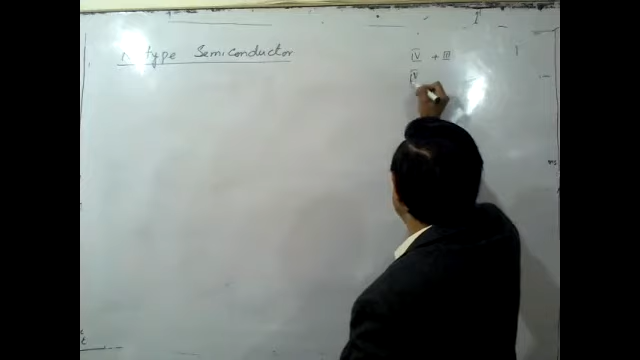 N type Semiconductor
IV + III
IV